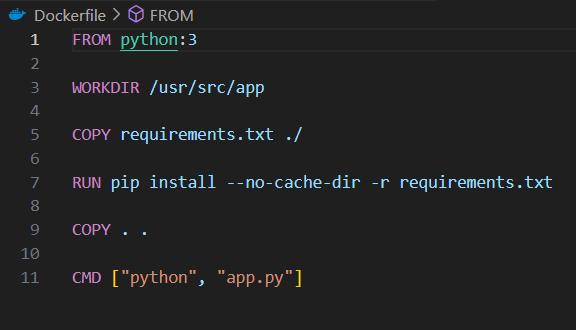 Dockerfile > FROM
1 FROM python:3
2
3 WORKDIR /usr/src/app
4
5 COPY requirements.txt ./
6
7 RUN pip install --no-cache-dir -r requirements.txt
8
9 COPY . .
10
11 CMD ["python", "app.py"]